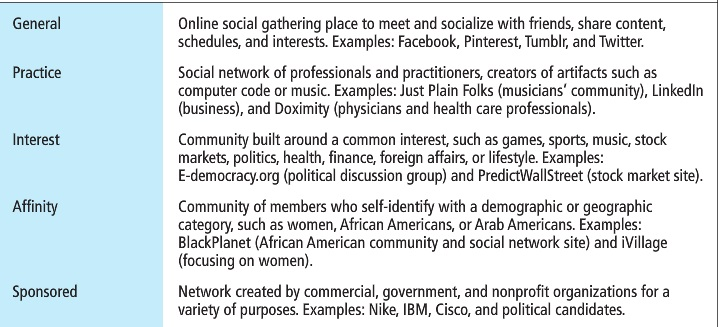 General
Online social gathering place to meet and socialize with friends, share content,
schedules, and interests. Examples: Facebook, Pinterest, Tumblr, and Twitter.
Practice
Social network of professionals and practitioners, creators of artifacts such as
computer code or music. Examples: Just Plain Folks (musicians’ community), LinkedIn
(business), and Doximity (physicians and health care professionals).
Interest
Community built around a common interest, such as games, sports, music, stock
markets, politics, health, finance, foreign affairs, or lifestyle. Examples:
E-democracy.org (political discussion group) and PredictWallStreet (stock market site).
Affinity
Community of members who self-identify with a demographic or geographic
category, such as women, African Americans, or Arab Americans. Examples:
BlackPlanet (African American community and social network site) and iVillage
(focusing on women).
Sponsored
Network created by commercial, government, and nonprofit organizations for a
variety of purposes. Examples: Nike, IBM, Cisco, and political candidates.